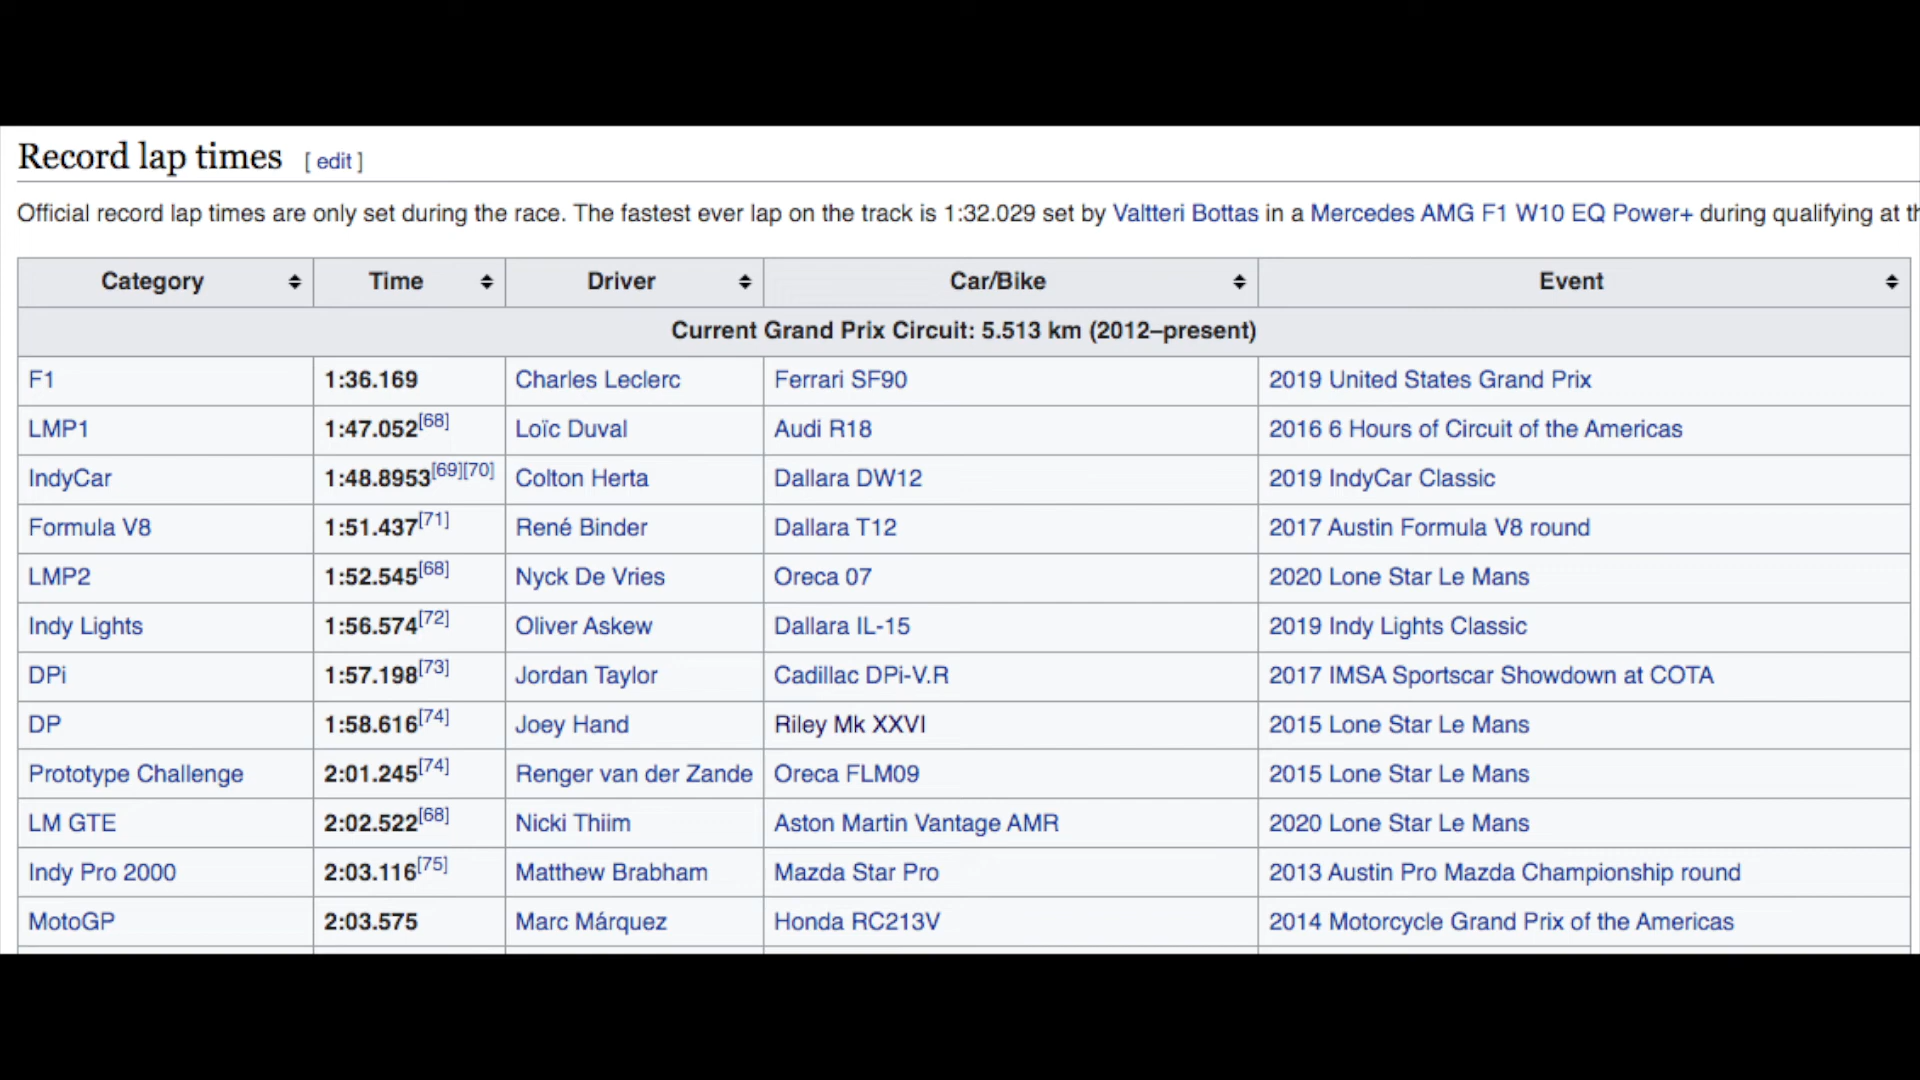 Record lap times [ edit ]
Official record lap times are only set during the race. The fastest ever lap on the track is 1:32.029 set by Valtteri Bottas in a Mercedes AMG F1 W10 EQ Power+ during qualifying at
Category Time Driver Car/Bike Event
Current Grand Prix Circuit: 5.513 km (2012–present)
F1 1:36.169 Charles Leclerc Ferrari SF90 2019 United States Grand Prix
LMP1 1:47.052[68] Loïc Duval Audi R18 2016 6 Hours of Circuit of the Americas
IndyCar 1:48.8953[69][70] Colton Herta Dallara DW12 2019 IndyCar Classic
Formula V8 1:51.437[71] René Binder Dallara T12 2017 Austin Formula V8 round
LMP2 1:52.545[68] Nyck De Vries Oreca 07 2020 Lone Star Le Mans
Indy Lights 1:56.574[72] Oliver Askew Dallara IL-15 2019 Indy Lights Classic
DPi 1:57.198[73] Jordan Taylor Cadillac DPi-V.R 2017 IMSA Sportscar Showdown at COTA
DP 1:58.616[74] Joey Hand Riley Mk XXVI 2015 Lone Star Le Mans
Prototype Challenge 2:01.245[74] Renger van der Zande Oreca FLM09 2015 Lone Star Le Mans
LM GTE 2:02.522[68] Nicki Thiim Aston Martin Vantage AMR 2020 Lone Star Le Mans
Indy Pro 2000 2:03.116[75] Matthew Brabham Mazda Star Pro 2013 Austin Pro Mazda Championship round
MotoGP 2:03.575 Marc Márquez Honda RC213V 2014 Motorcycle Grand Prix of the Americas